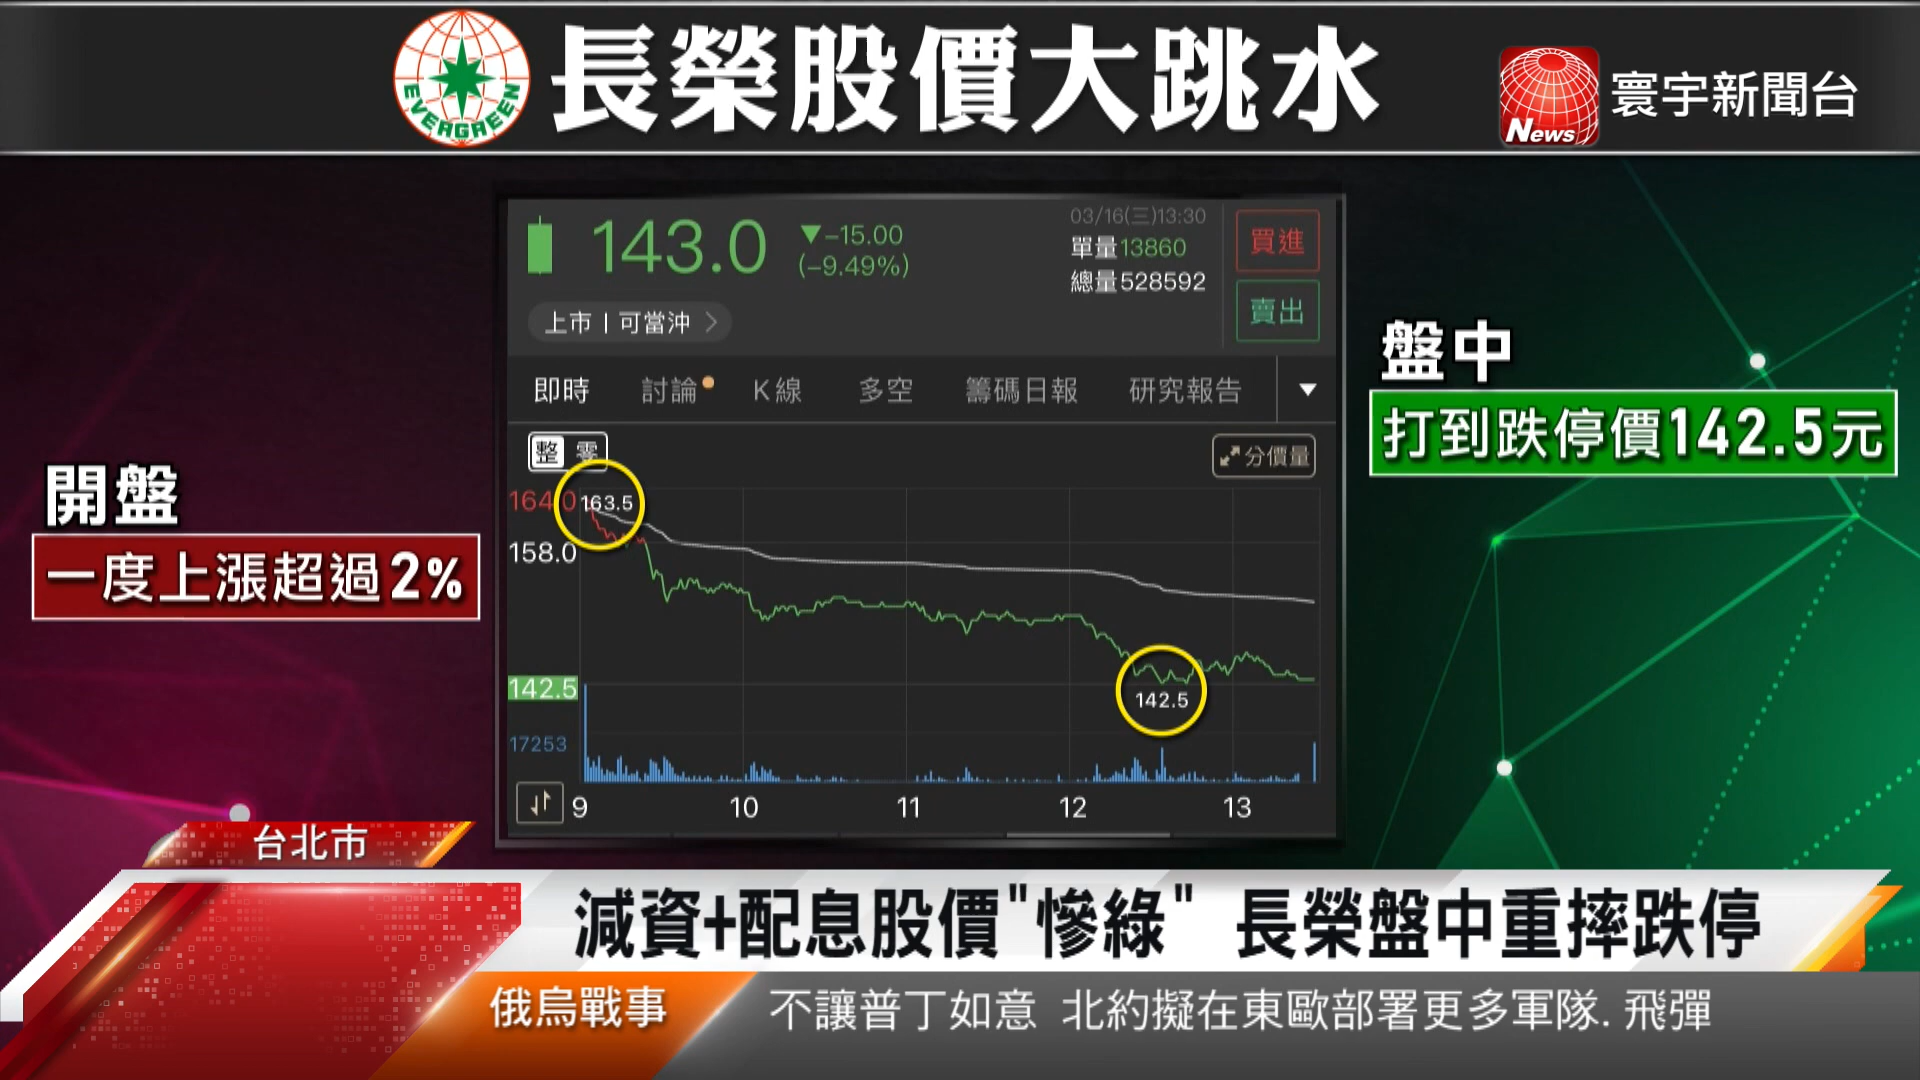 EVERGREEN
長榮股價大跳水
News
寰宇新聞台
143.0
▼-15.00
(-9.49%)
03/16(三)13:30
單量13860
總量528592
買進
賣出
上市 | 可當沖 >
即時 討論 K線 多空 籌碼日報 研究報告 ▼
整 零
分價量
164.0
163.5
158.0
142.5
142.5
17253
9 10 11 12 13
開盤
一度上漲超過2%
盤中
打到跌停價142.5元
台北市
減資+配息股價"慘綠" 長榮盤中重摔跌停
俄烏戰事
不讓普丁如意 北約擬在東歐部署更多軍隊.飛彈